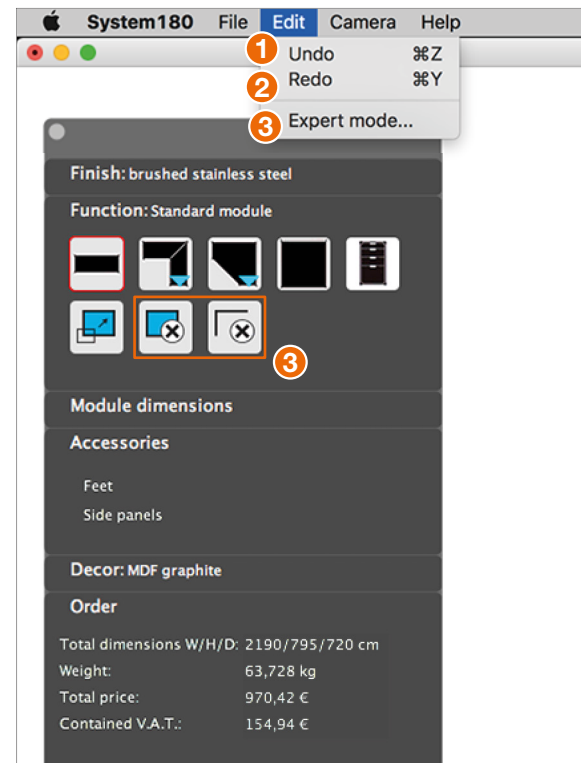 System180 File Edit Camera Help
1 Undo ⌘Z
2 Redo ⌘Y
3 Expert mode...
Finish: brushed stainless steel
Function: Standard module
3
Module dimensions
Accessories
Feet
Side panels
Decor: MDF graphite
Order
Total dimensions W/H/D: 2190/795/720 cm
Weight: 63,728 kg
Total price: 970,42 €
Contained V.A.T.: 154,94 €